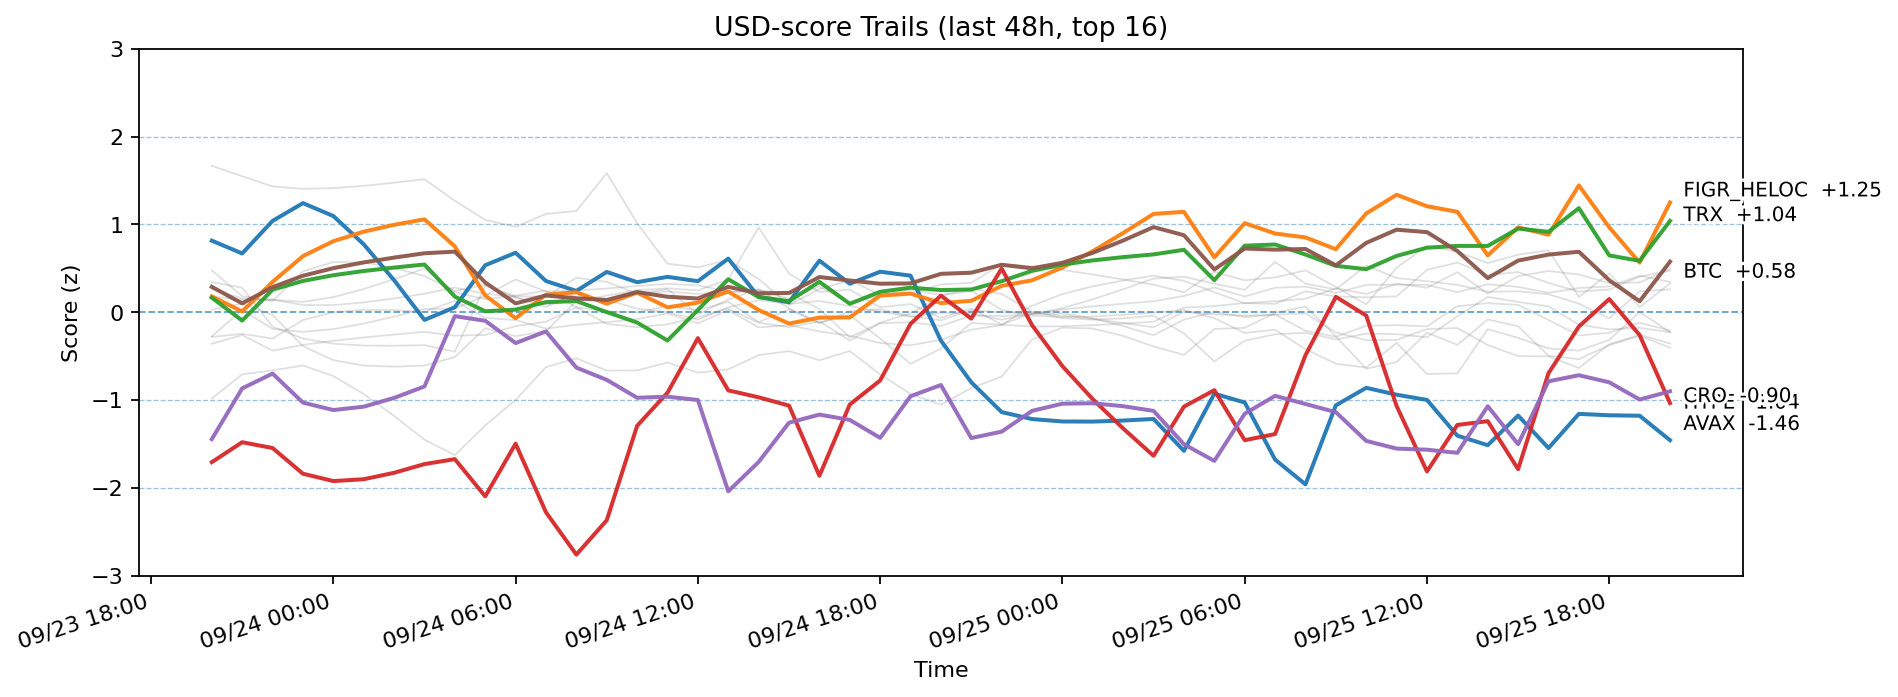 USD-score Trails (last 48h, top 16)
Score (z)
3
2
1
0
−1
−2
−3
FIGR_HELOC +1.25
TRX +1.04
BTC +0.58
CRO -0.90
AVAX -1.46
09/23 18:00
09/24 00:00
09/24 06:00
09/24 12:00
09/24 18:00
09/25 00:00
09/25 06:00
09/25 12:00
09/25 18:00
Time